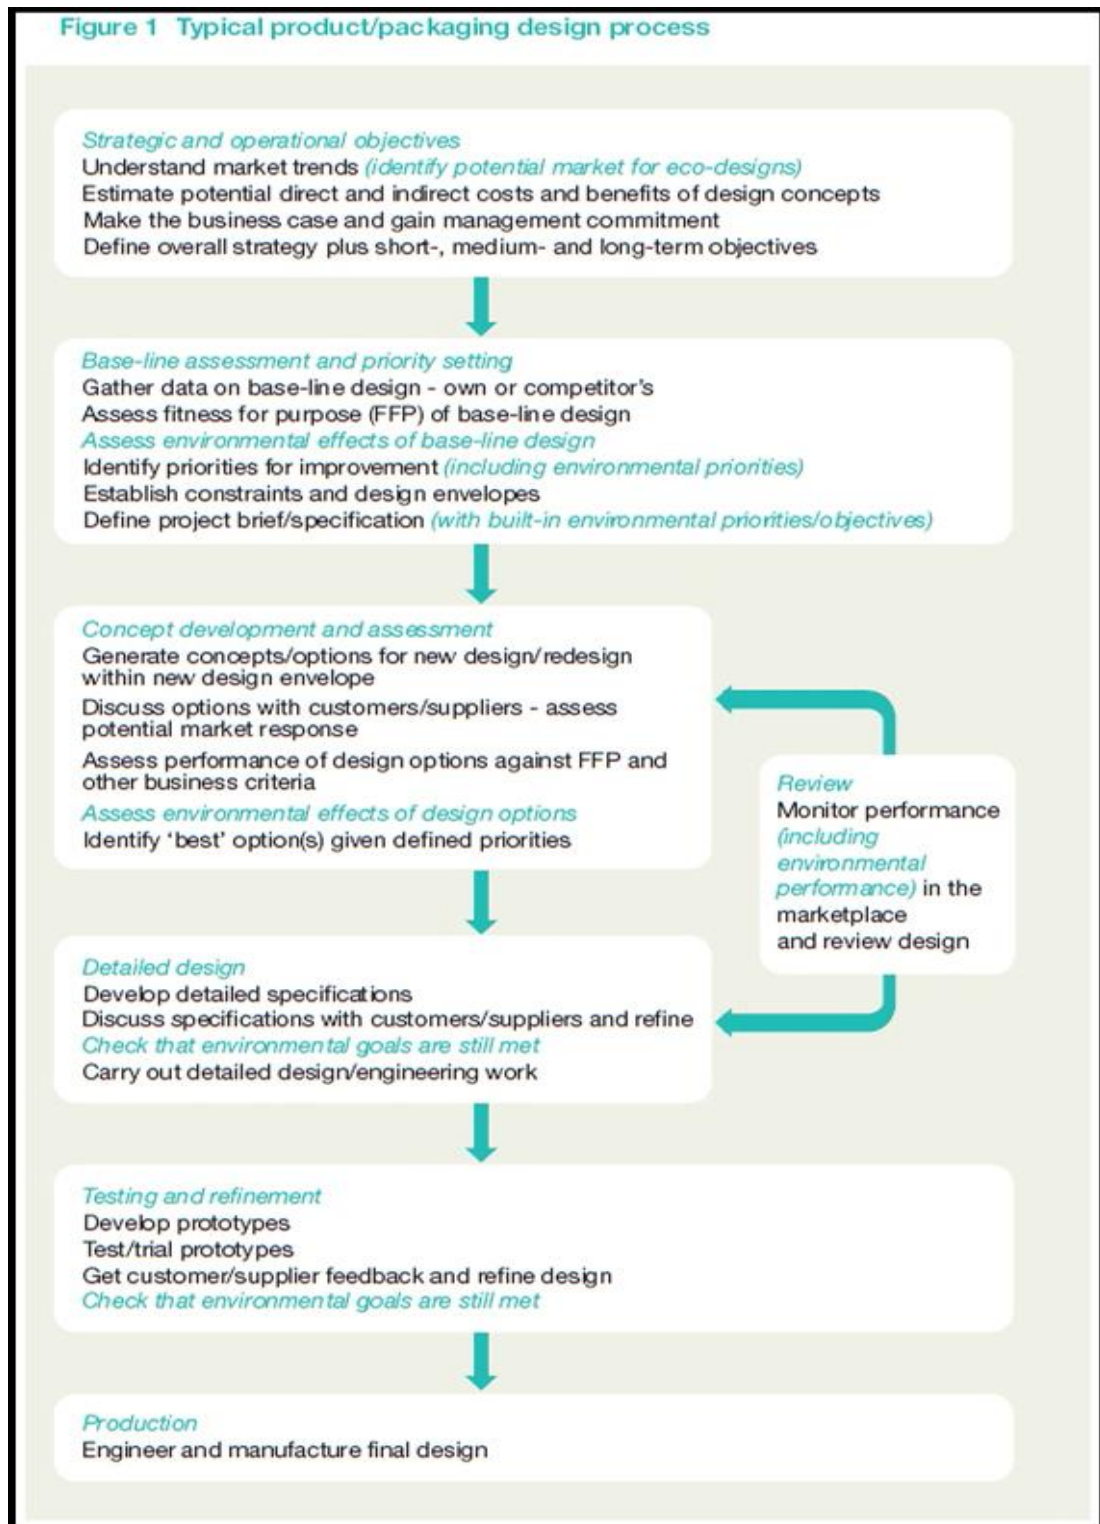 Figure 1 Typical product/packaging design process
Strategic and operational objectives
Understand market trends (identify potential market for eco-designs)
Estimate potential direct and indirect costs and benefits of design concepts
Make the business case and gain management commitment
Define overall strategy plus short-, medium- and long-term objectives
Base-line assessment and priority setting
Gather data on base-line design - own or competitor's
Assess fitness for purpose (FFP) of base-line design
Assess environmental effects of base-line design
Identify priorities for improvement (including environmental priorities)
Establish constraints and design envelopes
Define project brief/specification (with built-in environmental priorities/objectives)
Concept development and assessment
Generate concepts/options for new design/redesign
within new design envelope
Discuss options with customers/suppliers - assess
potential market response
Assess performance of design options against FFP and
other business criteria
Assess environmental effects of design options
Identify 'best' option(s) given defined priorities
Review
Monitor performance
(including
environmental
performance) in the
marketplace
and review design
Detailed design
Develop detailed specifications
Discuss specifications with customers/suppliers and refine
Check that environmental goals are still met
Carry out detailed design/engineering work
Testing and refinement
Develop prototypes
Test/trial prototypes
Get customer/supplier feedback and refine design
Check that environmental goals are still met
Production
Engineer and manufacture final design